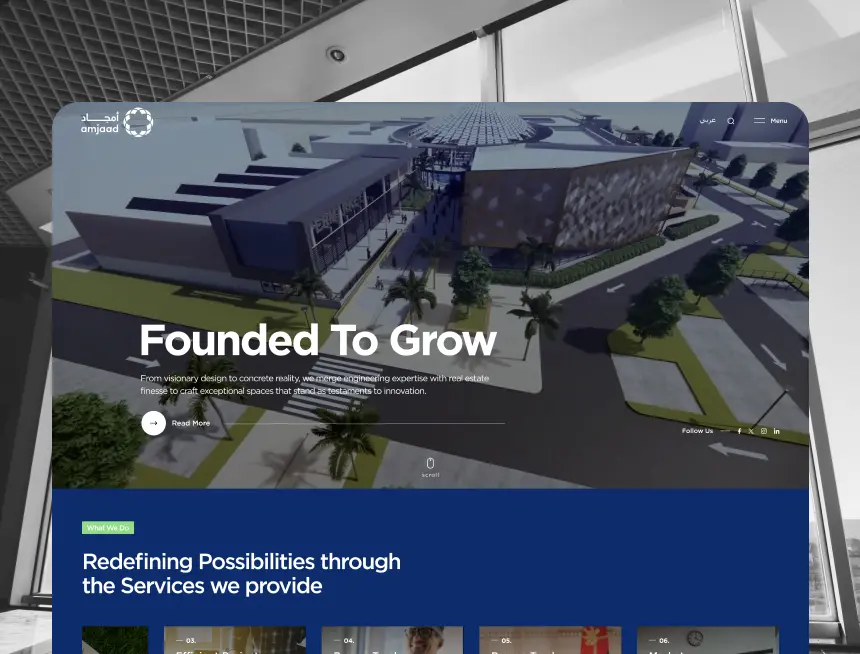 أمجاد
amjaad
عربي
Menu
Founded To Grow
From visionary design to concrete reality, we merge engineering expertise with real estate
finesse to craft exceptional spaces that stand as testaments to innovation.
Read More
Follow Us
scroll
What We Do
Redefining Possibilities through
the Services we provide
03.
04.
05.
06.